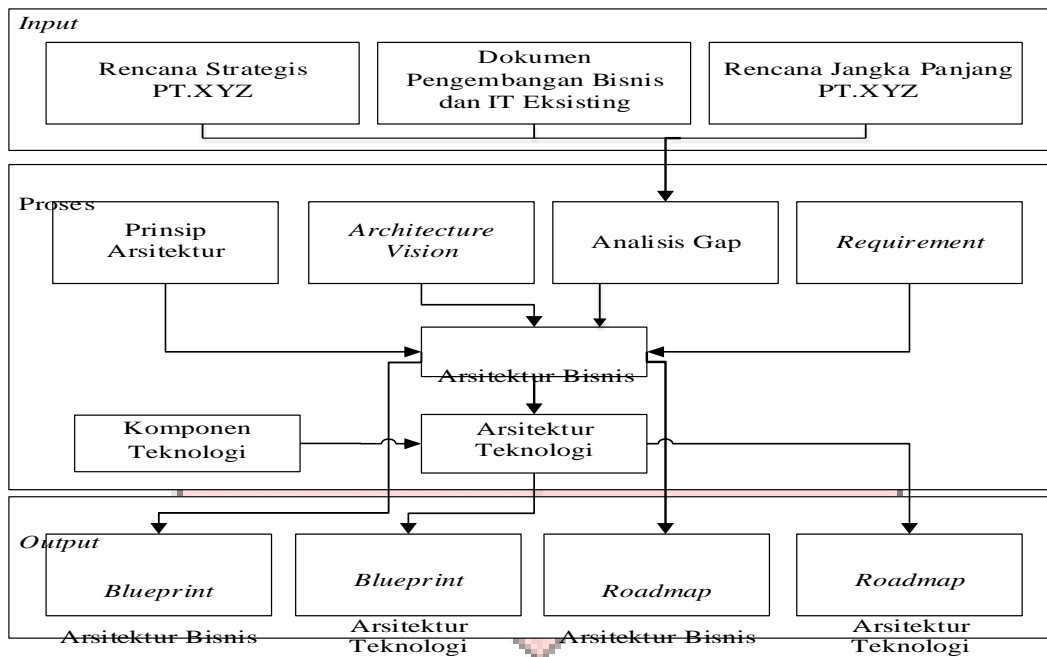 Input
Rencana Strategis
PT.XYZ
Dokumen
Pengembangan Bisnis
dan IT Eksisting
Rencana Jangka Panjang
PT.XYZ
Proses
Prinsip
Arsitektur
Architecture
Vision
Analisis Gap
Requirement
Arsitektur Bisnis
Komponen
Teknologi
Arsitektur
Teknologi
Output
Blueprint
Arsitektur Bisnis
Blueprint
Arsitektur
Teknologi
Roadmap
Arsitektur Bisnis
Roadmap
Arsitektur
Teknologi